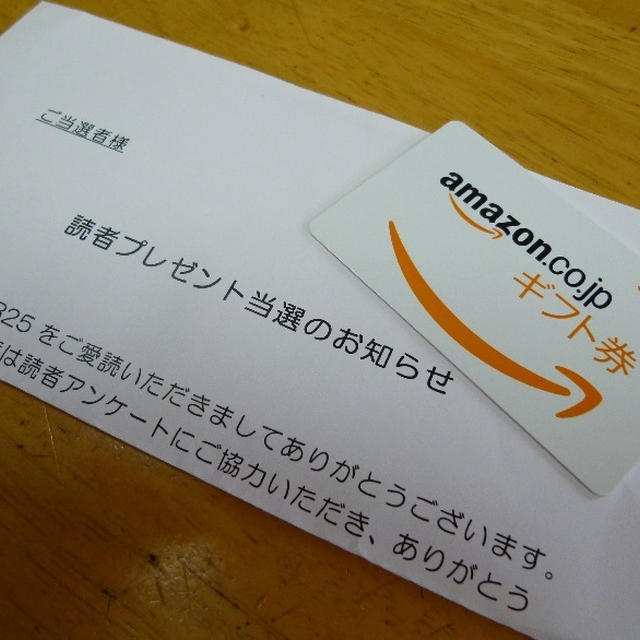 ご当選者様
読者プレゼント当選のお知らせ
325 をご愛読いただきましてありがとうございます。
は読者アンケートにご協力いただき、ありがとう
amazon.co.jp
ギフト券